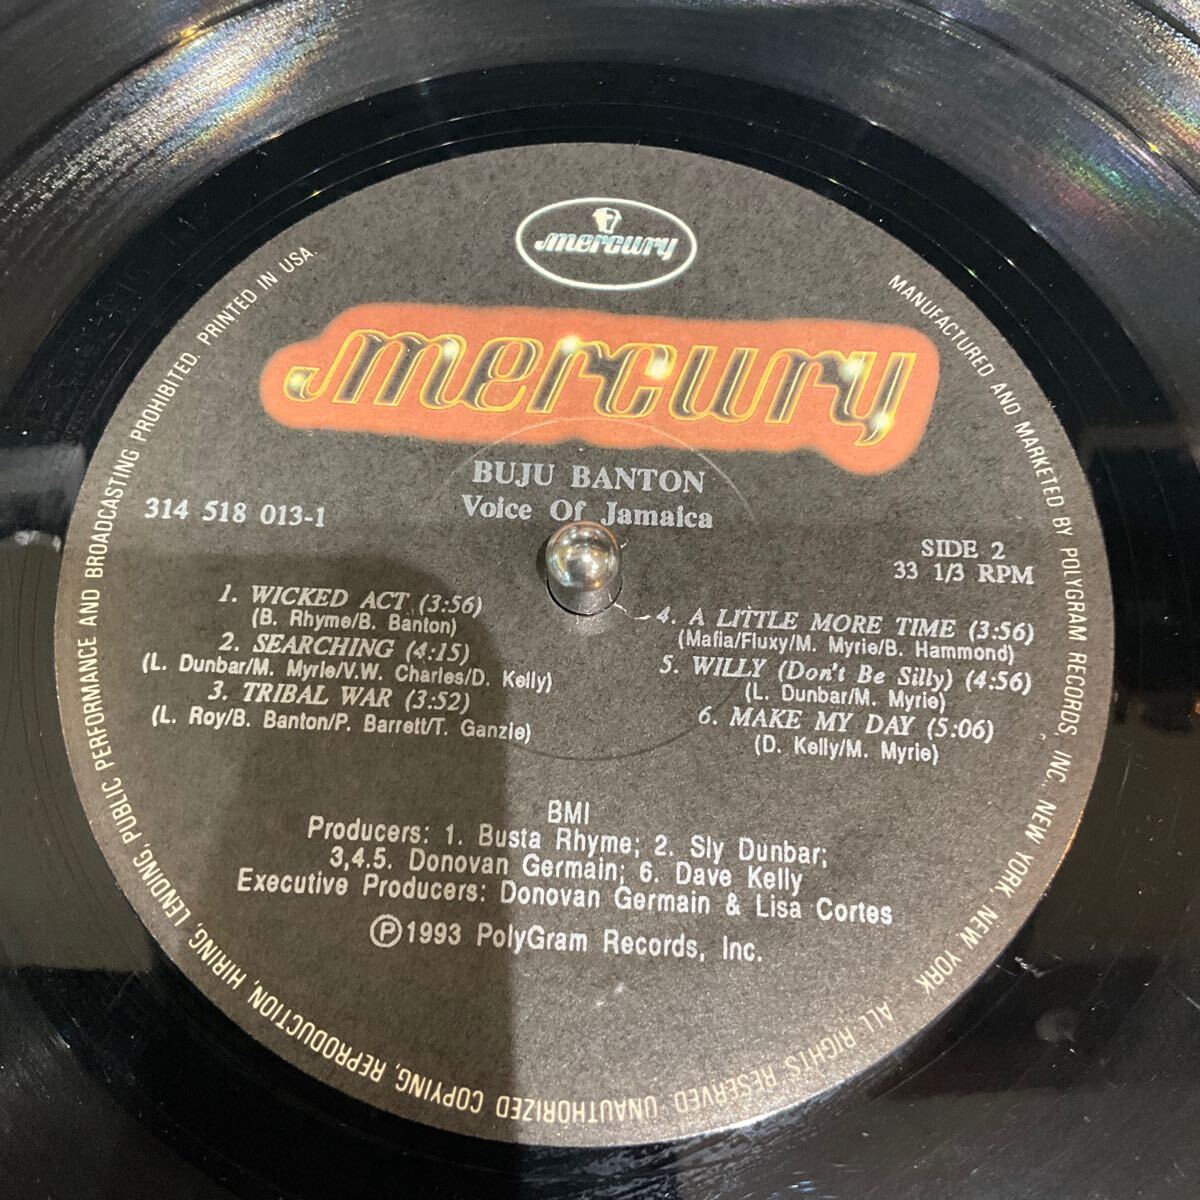 mercury
mercury
BUJU BANTON
Voice Of Jamaica
314 518 013-1
SIDE 2
33 1/3 RPM
1. WICKED ACT (3:56)
(B. Rhyme/B. Banton)
2. SEARCHING (4:15)
(L. Dunbar/M. Myrie/V.W. Charles/D. Kelly)
3. TRIBAL WAR (3:52)
(L. Roy/B. Banton/P. Barrett/T. Ganzie)
4. A LITTLE MORE TIME (3:56)
(Mafia/Fluxy/M. Myrie/B. Hammond)
5. WILLY (Don't Be Silly) (4:56)
(L. Dunbar/M. Myrie)
6. MAKE MY DAY (5:06)
(D. Kelly/M. Myrie)
BMI
Producers: 1. Busta Rhyme; 2. Sly Dunbar;
3,4.5. Donovan Germain; 6. Dave Kelly
Executive Producers: Donovan Germain & Lisa Cortes
Ⓟ1993 PolyGram Records, Inc.
MANUFACTURED AND MARKETED BY POLYGRAM RECORDS, INC., NEW YORK, NEW YORK. ALL RIGHTS RESERVED. UNAUTHORIZED COPYING, REPRODUCTION, HIRING, LENDING, PUBLIC PERFORMANCE AND BROADCASTING PROHIBITED. PRINTED IN USA.